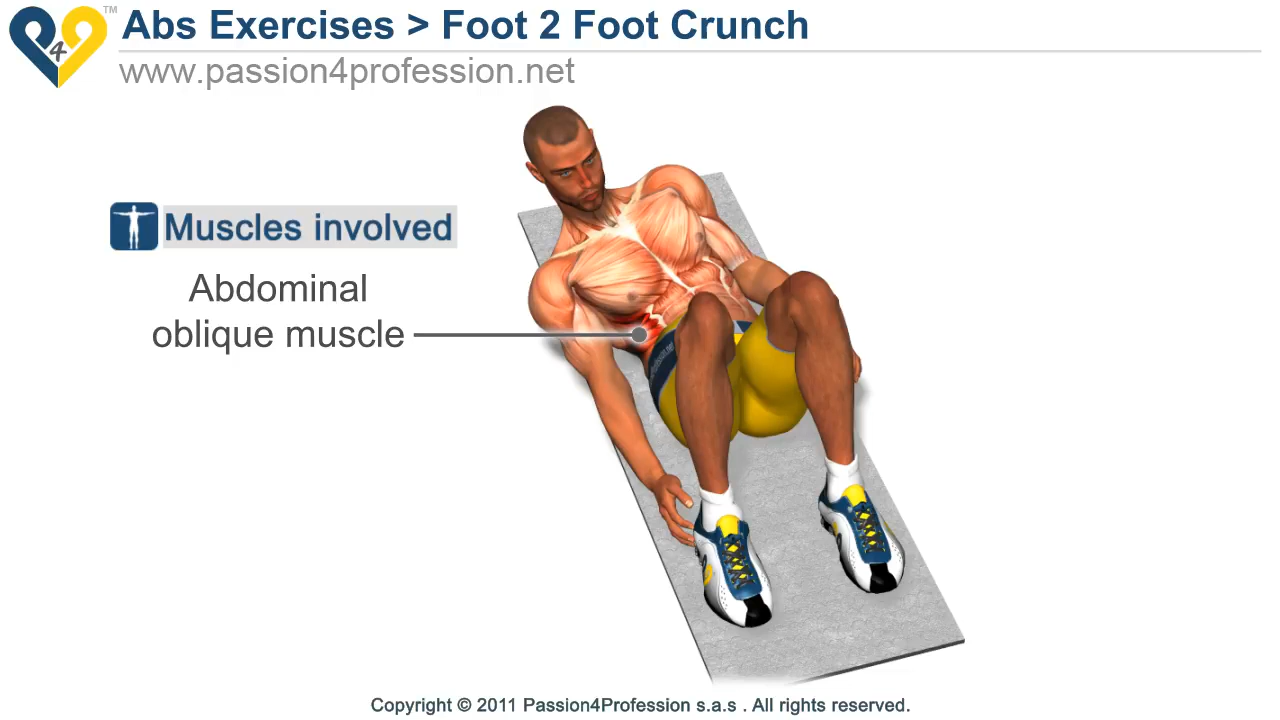 P4P™
Abs Exercises > Foot 2 Foot Crunch
www.passion4profession.net
Muscles involved
Abdominal
oblique muscle
Copyright © 2011 Passion4Profession s.a.s . All rights reserved.